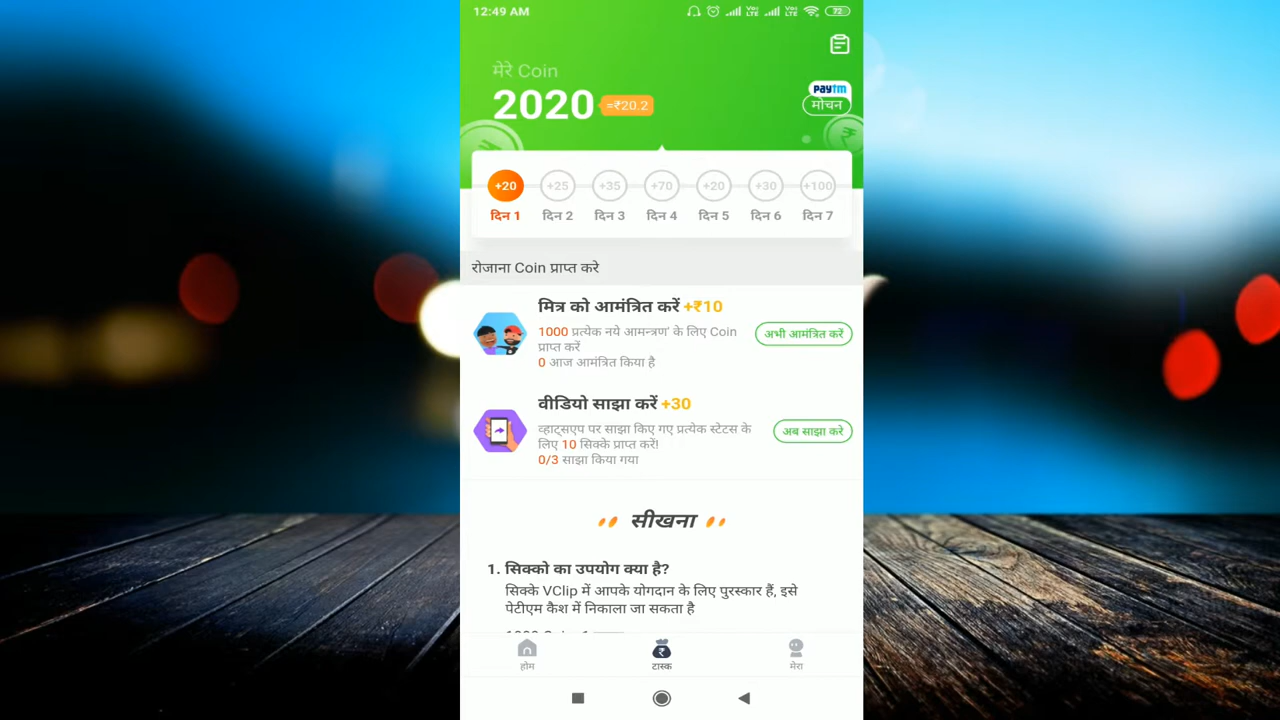 12:49 AM
VoLTE VoLTE 72
मेरे Coin
2020 =₹20.2
Paytm
मोचन
+20 +25 +35 +70 +20 +30 +100
दिन 1 दिन 2 दिन 3 दिन 4 दिन 5 दिन 6 दिन 7
रोजाना Coin प्राप्त करे
मित्र को आमंत्रित करें +₹10
1000 प्रत्येक नये आमन्त्रण' के लिए Coin
प्राप्त करें
0 आज आमंत्रित किया है
अभी आमंत्रित करें
वीडियो साझा करें +30
व्हाट्सएप पर साझा किए गए प्रत्येक स्टेटस के
लिए 10 सिक्के प्राप्त करें!
0/3 साझा किया गया
अब साझा करे
सीखना
1. सिक्को का उपयोग क्या है?
सिक्के VClip में आपके योगदान के लिए पुरस्कार हैं, इसे
पेटीएम कैश में निकाला जा सकता है
होम टास्क मेरा